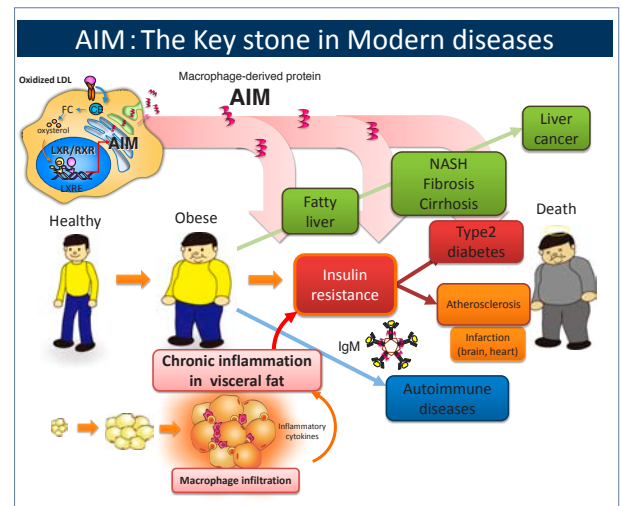 AIM : The Key stone in Modern diseases
Oxidized LDL
Macrophage-derived protein
AIM
FC
CE
oxysterol
LXR/RXR
AIM
LXRE
Liver
cancer
NASH
Fibrosis
Cirrhosis
Fatty
liver
Healthy
Obese
Death
Type2
diabetes
Insulin
resistance
Atherosclerosis
Infarction
(brain, heart)
IgM
Chronic inflammation
in visceral fat
Autoimmune
diseases
Inflammatory
cytokines
Macrophage infiltration